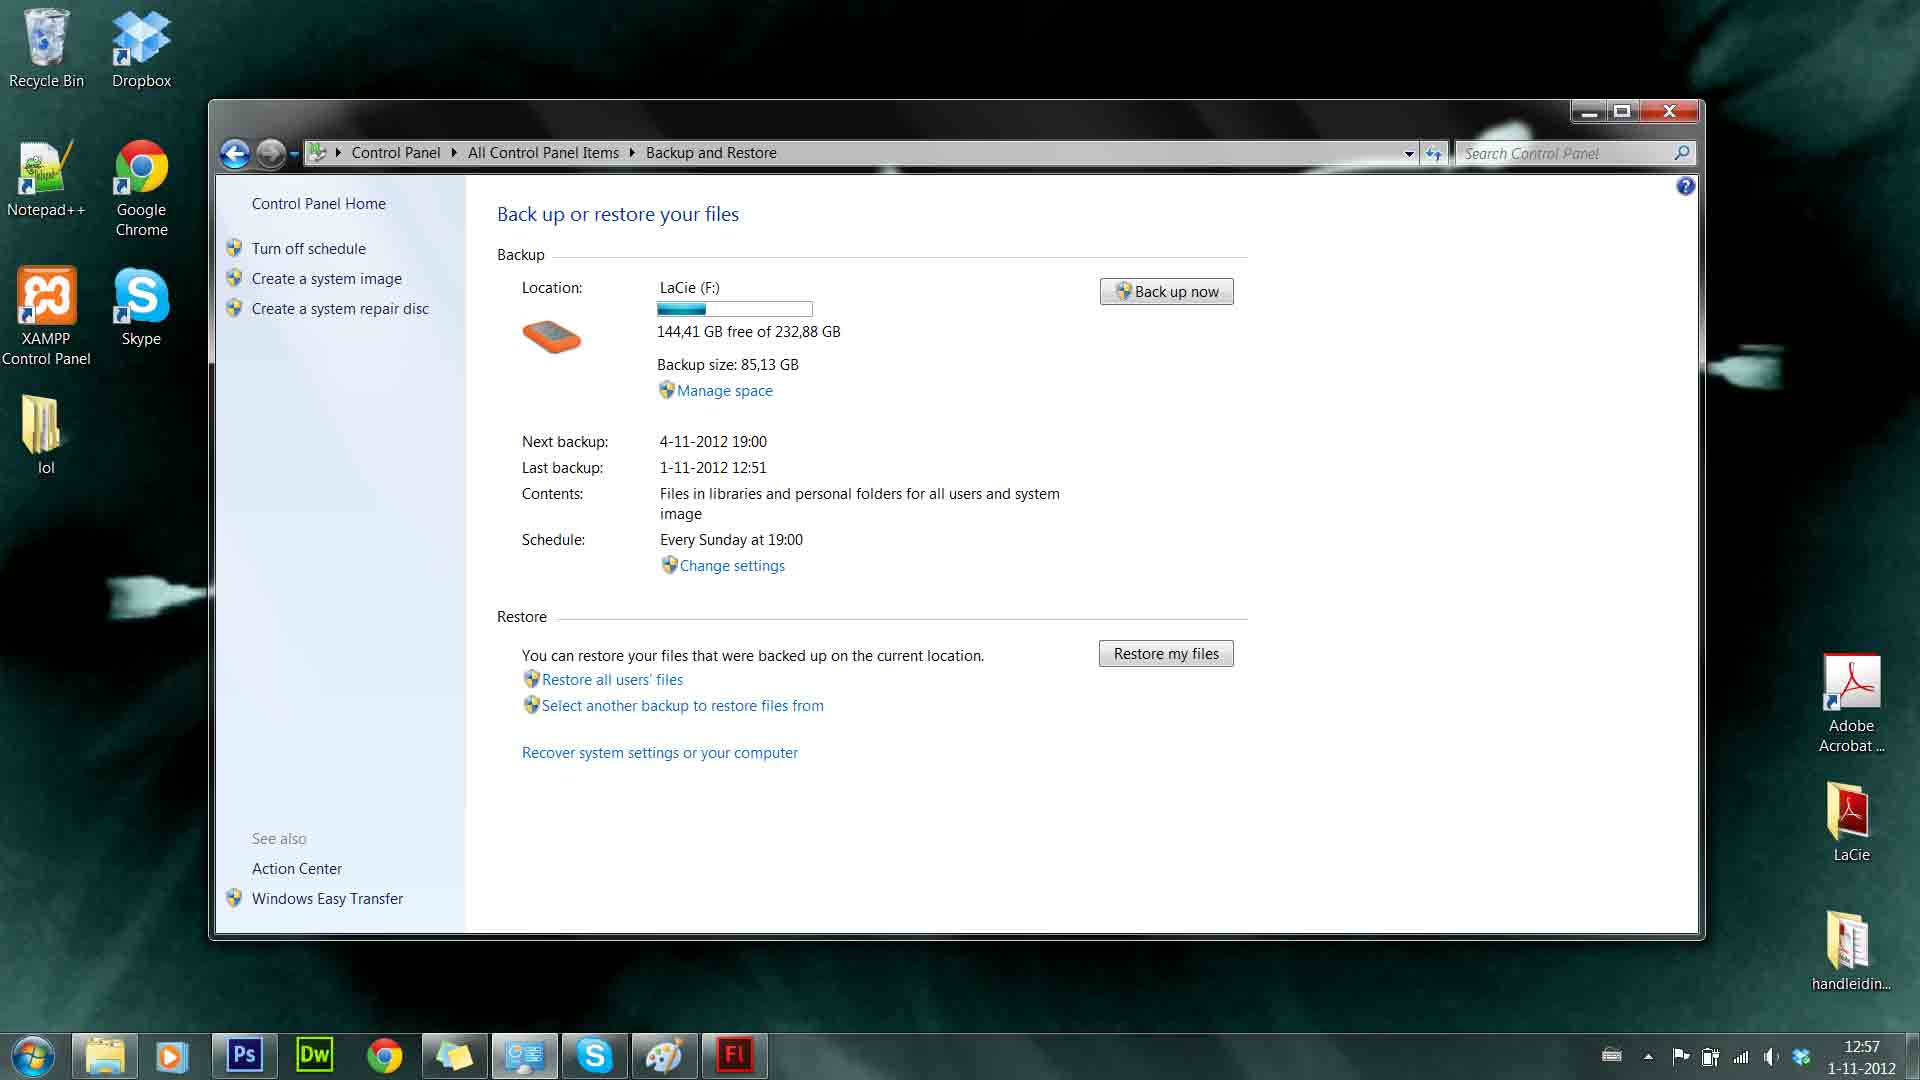 Recycle Bin
Dropbox
Notepad++
Google
Chrome
XAMPP
Control Panel
Skype
lol
Control Panel
All Control Panel Items
Backup and Restore
Search Control Panel
Control Panel Home
Turn off schedule
Create a system image
Create a system repair disc
See also
Action Center
Windows Easy Transfer
Back up or restore your files
Backup
Location:
LaCie (F:)
Back up now
144,41 GB free of 232,88 GB
Backup size: 85,13 GB
Manage space
Next backup:
4-11-2012 19:00
Last backup:
1-11-2012 12:51
Contents:
Files in libraries and personal folders for all users and system
image
Schedule:
Every Sunday at 19:00
Change settings
Restore
You can restore your files that were backed up on the current location.
Restore my files
Restore all users' files
Select another backup to restore files from
Recover system settings or your computer
Adobe
Acrobat ...
LaCie
handleidin...
Ps
Dw
Fl
12:57
1-11-2012